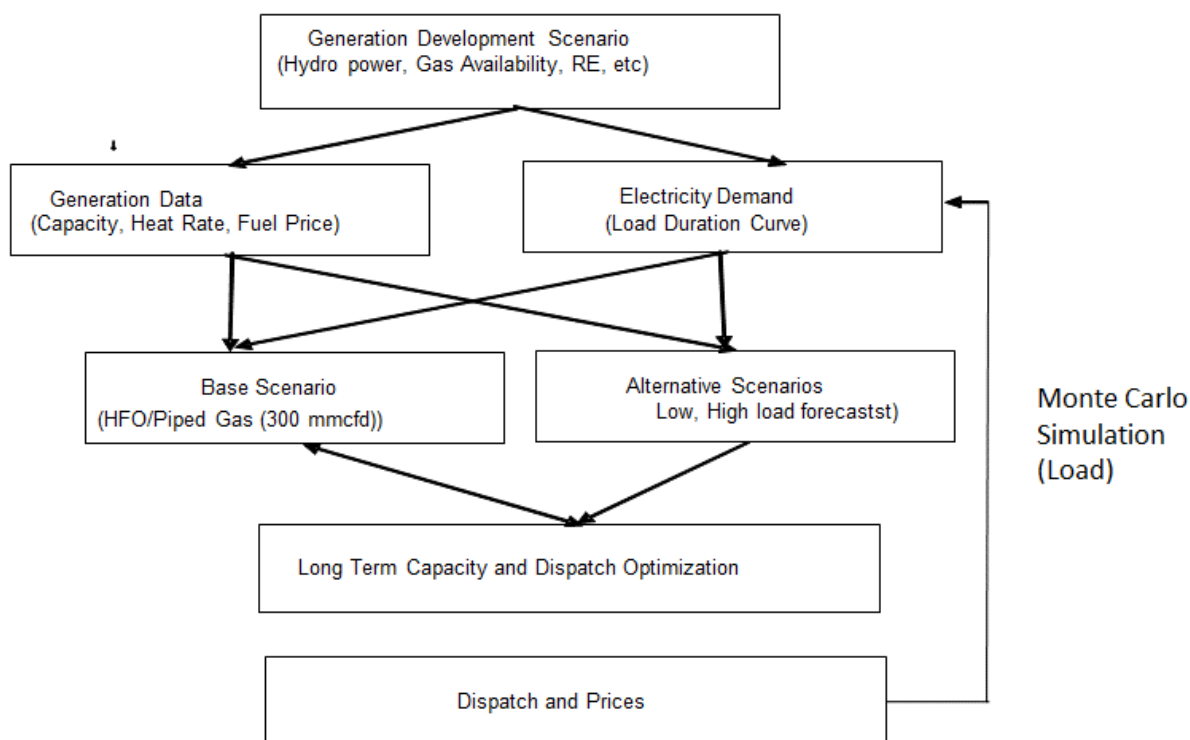 Generation Development Scenario
(Hydro power, Gas Availability, RE, etc)
Generation Data
(Capacity, Heat Rate, Fuel Price)
Electricity Demand
(Load Duration Curve)
Base Scenario
(HFO/Piped Gas (300 mmcfd))
Alternative Scenarios
Low, High load forecastst)
Monte Carlo
Simulation
(Load)
Long Term Capacity and Dispatch Optimization
Dispatch and Prices